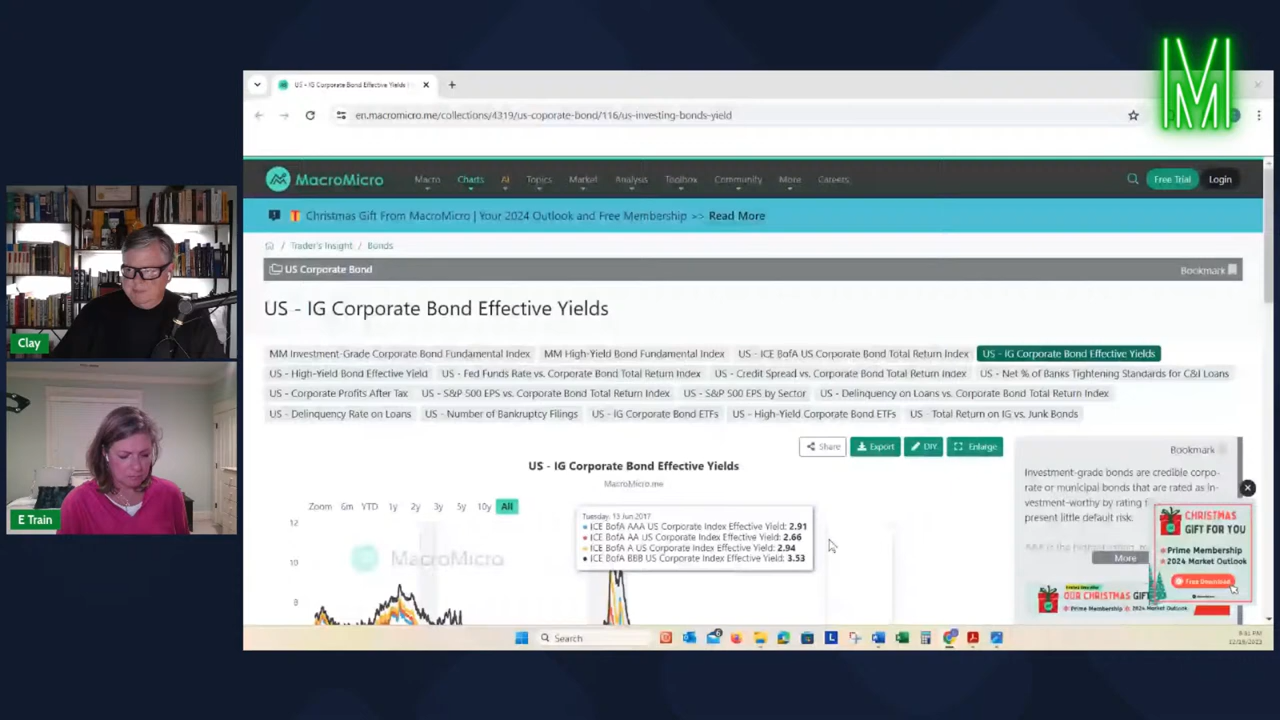 M
US - IG Corporate Bond Effective Yields
en.macromicro.me/collections/4319/us-coporate-bond/116/us-investing-bonds-yield
MacroMicro
Macro Charts AI Topics Market Analysis Toolbox Community More Careers
Free Trial Login
Christmas Gift From MacroMicro | Your 2024 Outlook and Free Membership >> Read More
/ Trader's Insight / Bonds
US Corporate Bond
Bookmark
US - IG Corporate Bond Effective Yields
MM Investment-Grade Corporate Bond Fundamental Index MM High-Yield Bond Fundamental Index US - ICE BofA US Corporate Bond Total Return Index US - IG Corporate Bond Effective Yields
US - High-Yield Bond Effective Yield US - Fed Funds Rate vs. Corporate Bond Total Return Index US - Credit Spread vs. Corporate Bond Total Return Index US - Net % of Banks Tightening Standards for C&I Loans
US - Corporate Profits After Tax US - S&P 500 EPS vs. Corporate Bond Total Return Index US - S&P 500 EPS by Sector US - Delinquency on Loans vs. Corporate Bond Total Return Index
US - Delinquency Rate on Loans US - Number of Bankruptcy Filings US - IG Corporate Bond ETFs US - High-Yield Corporate Bond ETFs US - Total Return on IG vs. Junk Bonds
Share Export DIY Enlarge
US - IG Corporate Bond Effective Yields
MacroMicro.me
Zoom 6m YTD 1y 2y 3y 5y 10y All
12
10
8
MacroMicro
Tuesday, 13 Jun 2017
ICE BofA AAA US Corporate Index Effective Yield: 2.91
ICE BofA AA US Corporate Index Effective Yield: 2.66
ICE BofA A US Corporate Index Effective Yield: 2.94
ICE BofA BBB US Corporate Index Effective Yield: 3.53
Bookmark
Investment-grade bonds are credible corpo-
rate or municipal bonds that are rated as in-
vestment-worthy by rating
present little default risk.
More
OUR CHRISTMAS GIFT
Prime Membership 2024 Market Outlook
CHRISTMAS
GIFT FOR YOU
Prime Membership
2024 Market Outlook
Free Download
Search
Clay
E Train